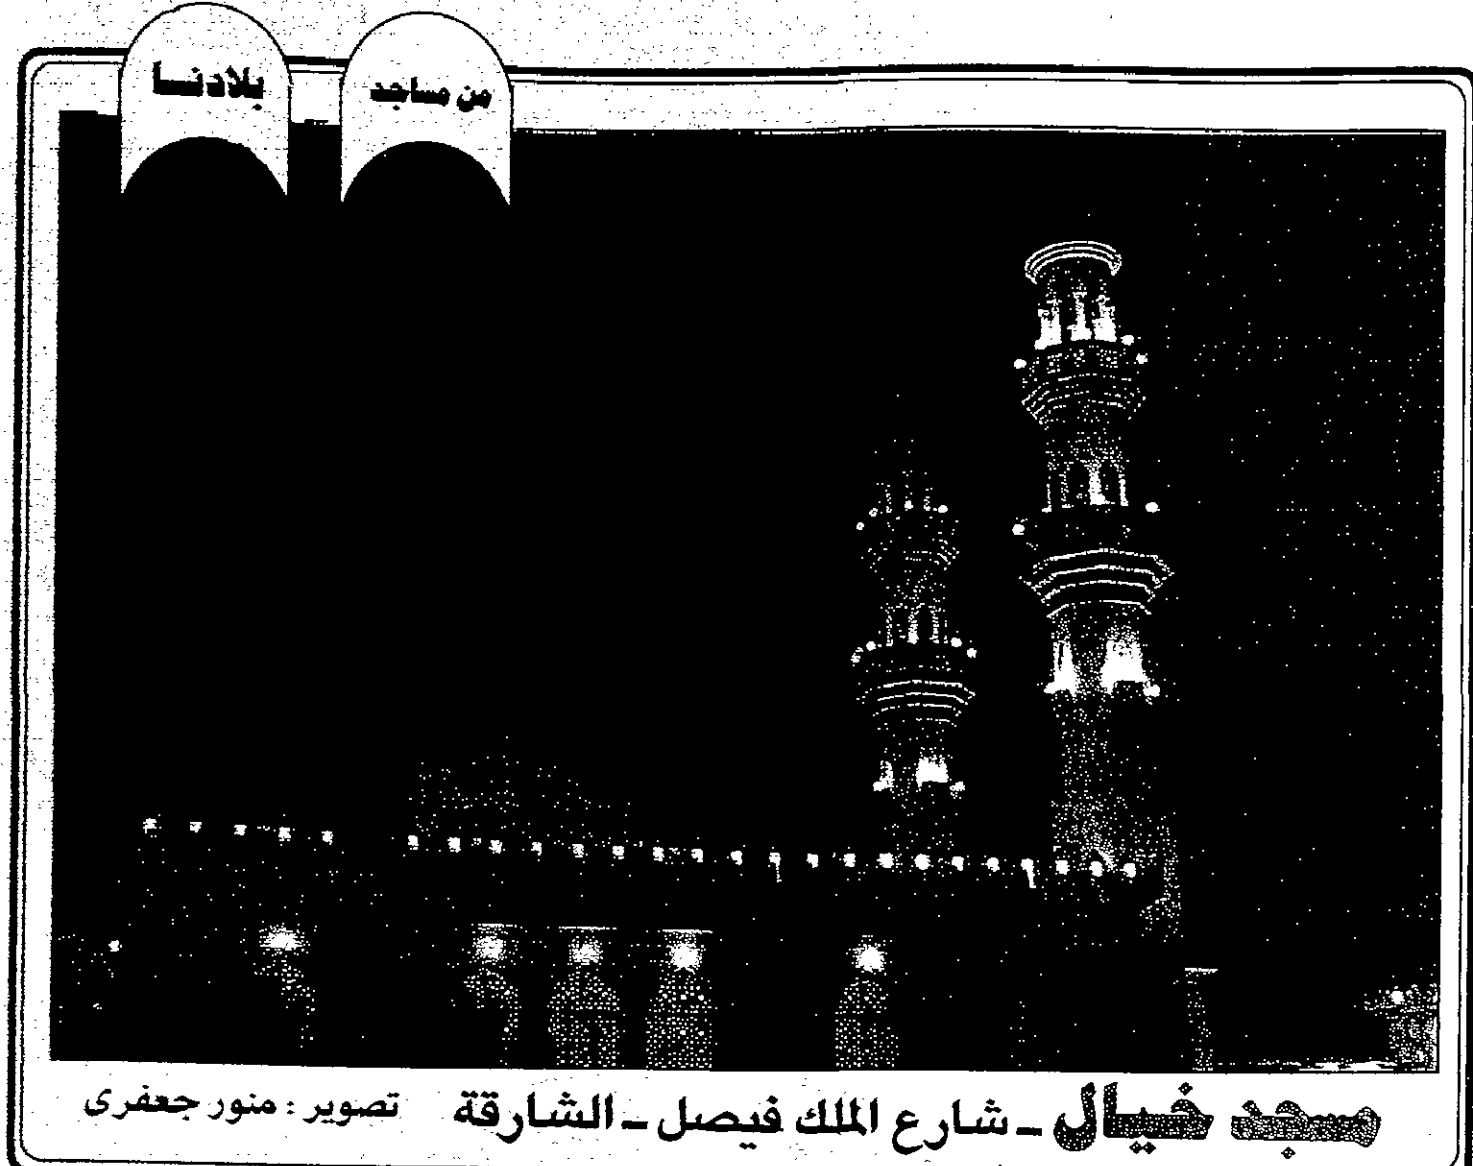 من مساجد
بلادنا
مسجد خيال ـ شارع الملك فيصل ـ الشارقة تصوير : منور جعفرى